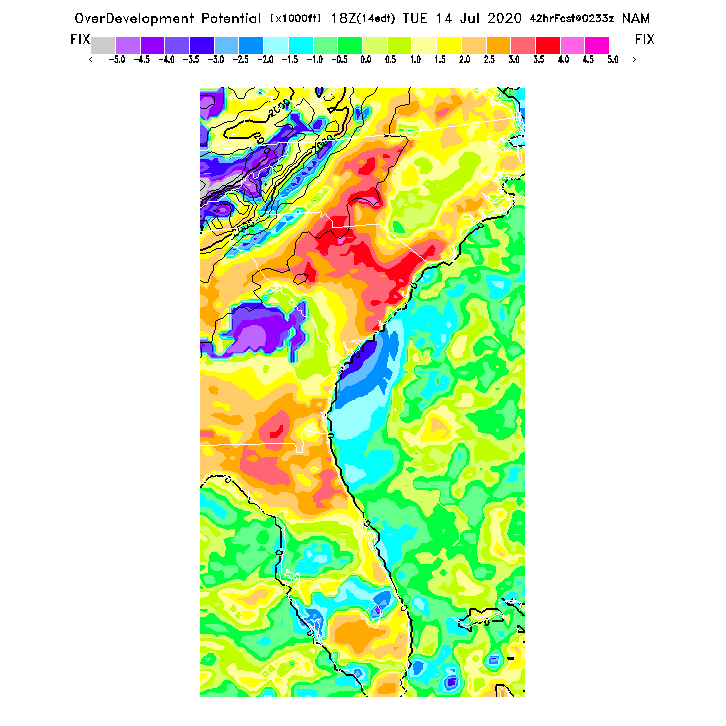 OverDevelopment Potential [x1000ft] 18Z(14edt) TUE 14 Jul 2020 42hrFcst@0233z NAM
FIX FIX
< -5.0 -4.5 -4.0 -3.5 -3.0 -2.5 -2.0 -1.5 -1.0 -0.5 0.0 0.5 1.0 1.5 2.0 2.5 3.0 3.5 4.0 4.5 5.0 >
2000